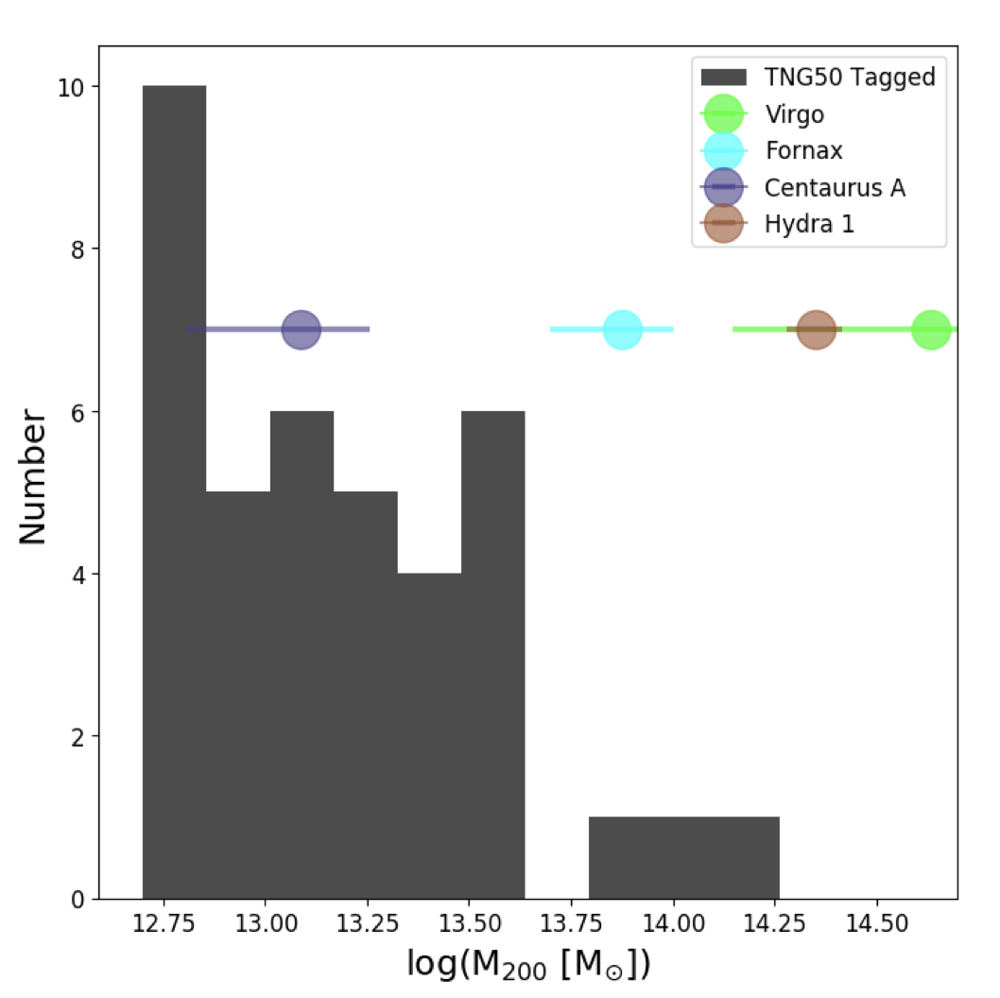 TNG50 Tagged
Virgo
Fornax
Centaurus A
Hydra 1
10
8
6
4
2
0
Number
12.75 13.00 13.25 13.50 13.75 14.00 14.25 14.50
log(M₂₀₀ [M⊙])